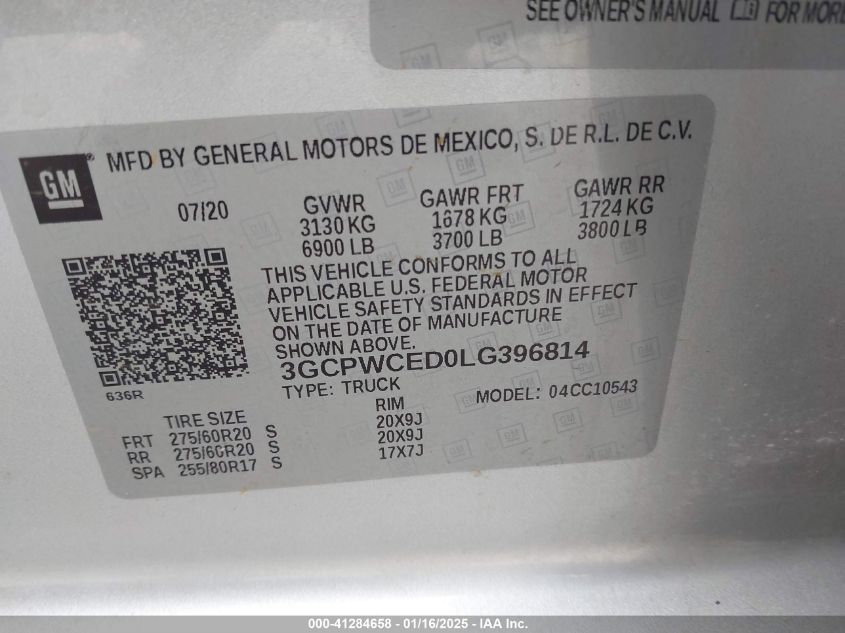 SEE OWNER'S MANUAL FOR MORE
GM
MFD BY GENERAL MOTORS DE MEXICO, S. DE R.L. DE C.V.
07/20 GVWR GAWR FRT GAWR RR
3130 KG 1678 KG 1724 KG
6900 LB 3700 LB 3800 LB
THIS VEHICLE CONFORMS TO ALL
APPLICABLE U.S. FEDERAL MOTOR
VEHICLE SAFETY STANDARDS IN EFFECT
ON THE DATE OF MANUFACTURE
SHOWN ABOVE.
3GCPWCED0LG396814
636R
TYPE: TRUCK MODEL: 04CC10543
TIRE SIZE RIM
FRT 275/60R20 S 20X9J
RR 275/60R20 S 20X9J
SPA 255/80R17 S 17X7J
000-41284658 - 01/16/2025 - IAA Inc.